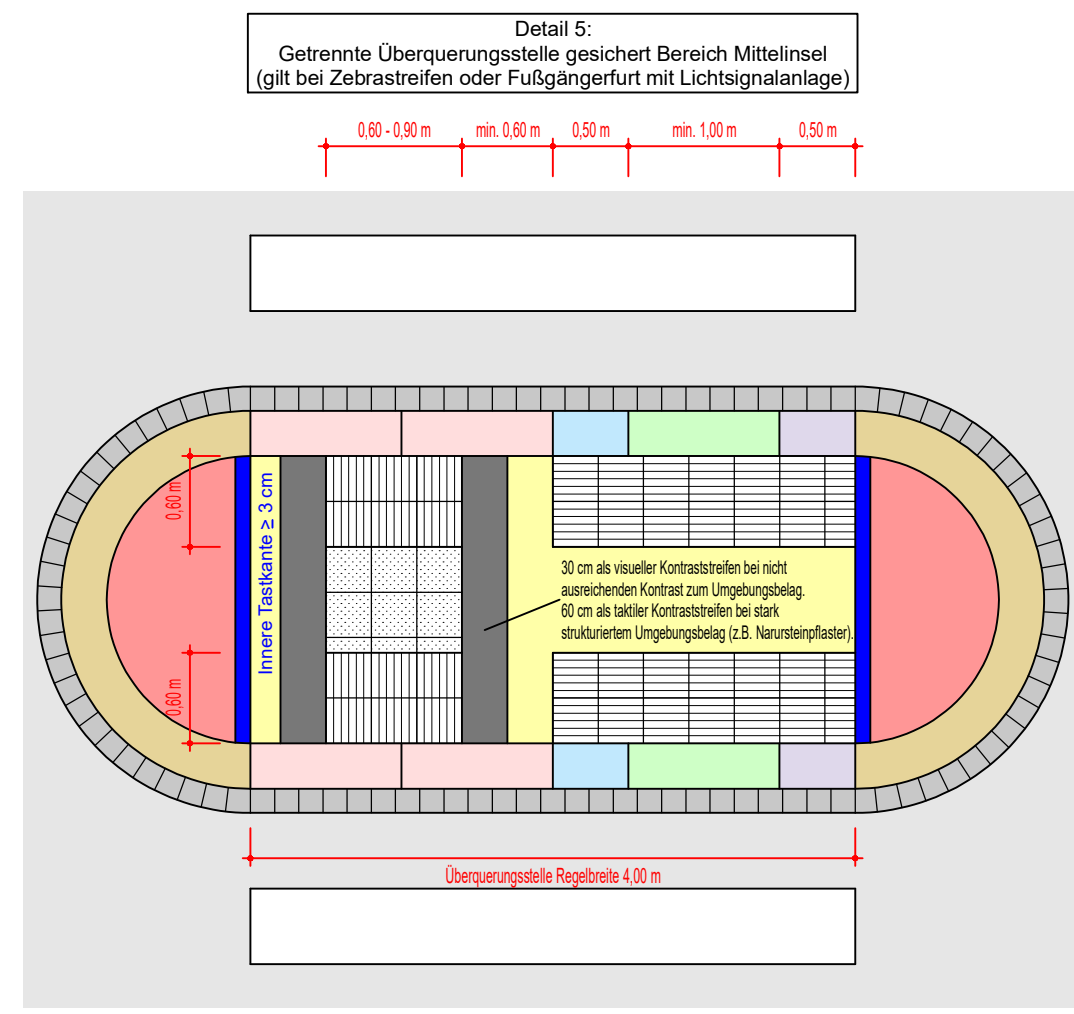 Detail 5:
Getrennte Überquerungsstelle gesichert Bereich Mittelinsel
(gilt bei Zebrastreifen oder Fußgängerfurt mit Lichtsignalanlage)
0,60 - 0,90 m
min. 0,60 m
0,50 m
min. 1,00 m
0,50 m
0,60 m
Innere Tastkante ≥ 3 cm
30 cm als visueller Kontraststreifen bei nicht
ausreichenden Kontrast zum Umgebungsbelag.
60 cm als taktiler Kontraststreifen bei stark
strukturiertem Umgebungsbelag (z.B. Narursteinpflaster).
0,60 m
Überquerungsstelle Regelbreite 4,00 m